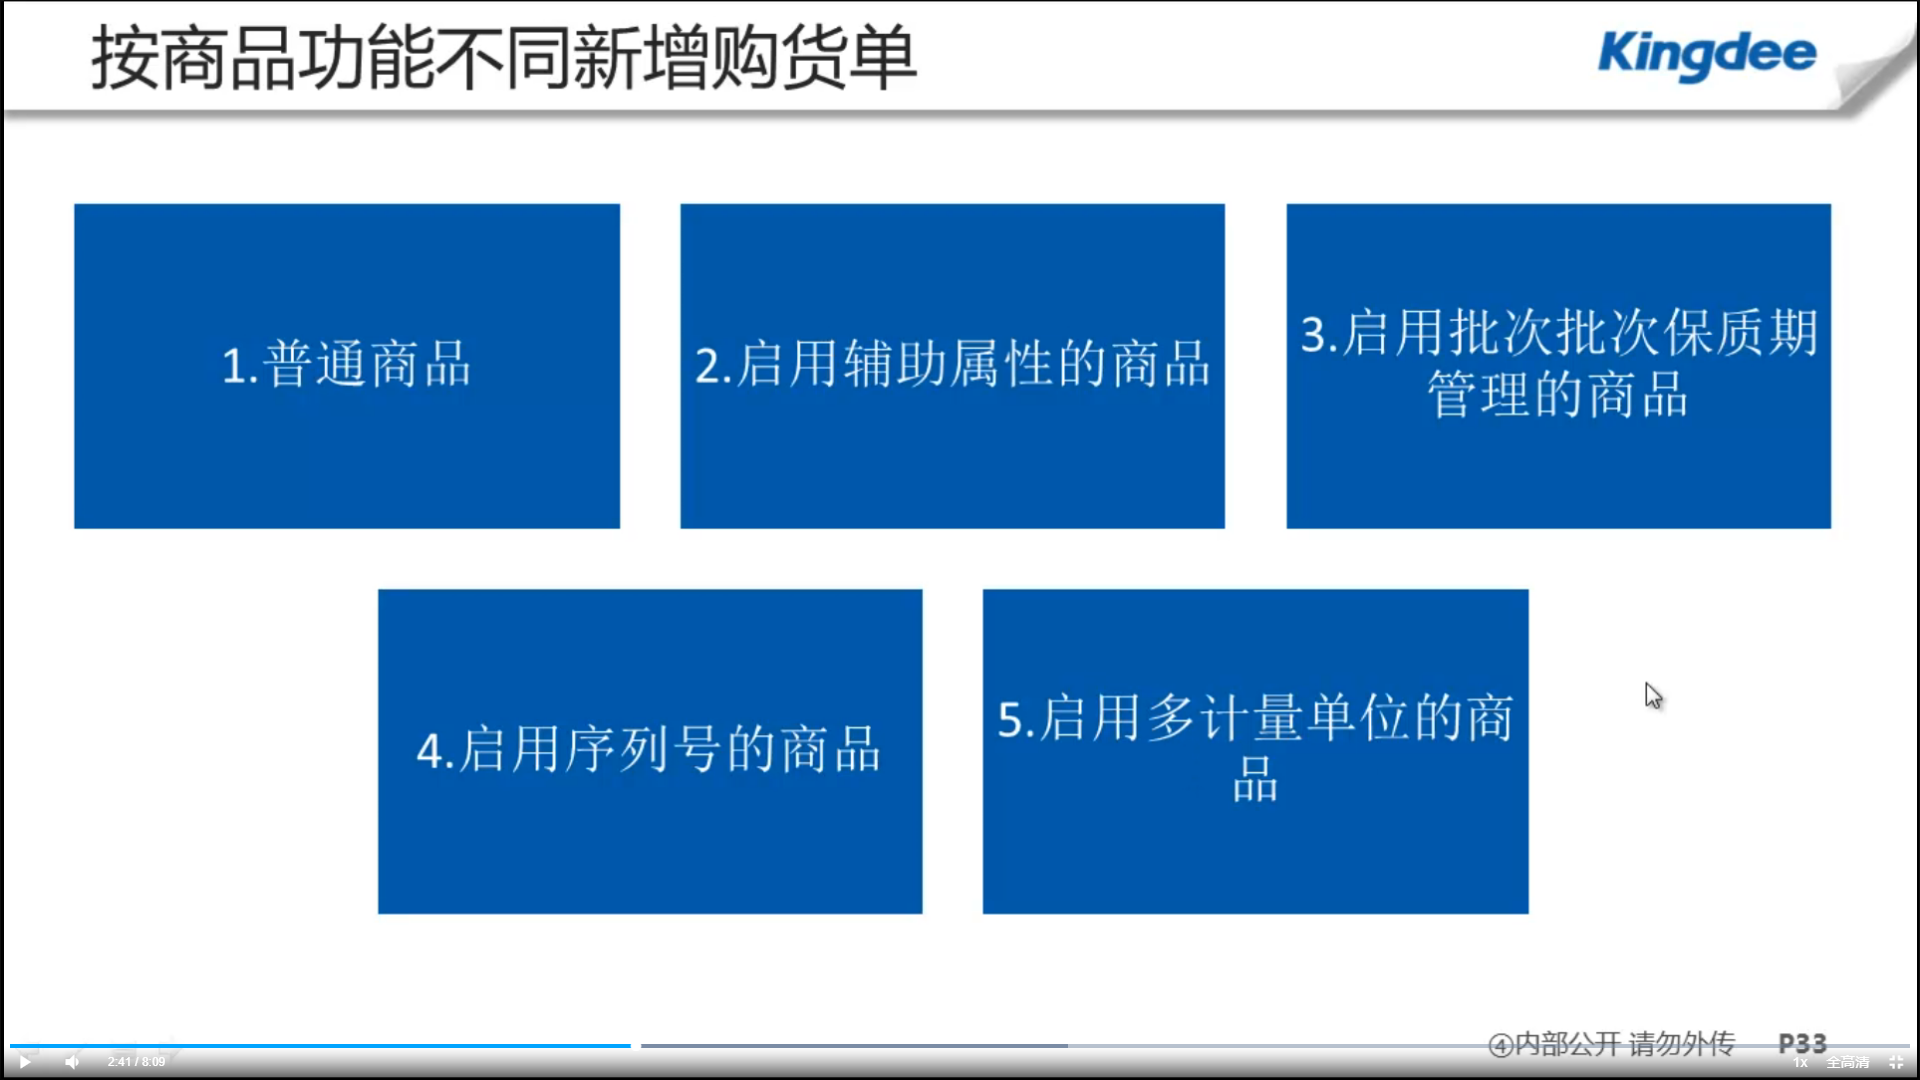 按商品功能不同新增购货单
Kingdee
1.普通商品
2.启用辅助属性的商品
3.启用批次批次保质期
管理的商品
4.启用序列号的商品
5.启用多计量单位的商
品
④内部公开 请勿外传 P33
2:41 / 8:09
1x 全高清